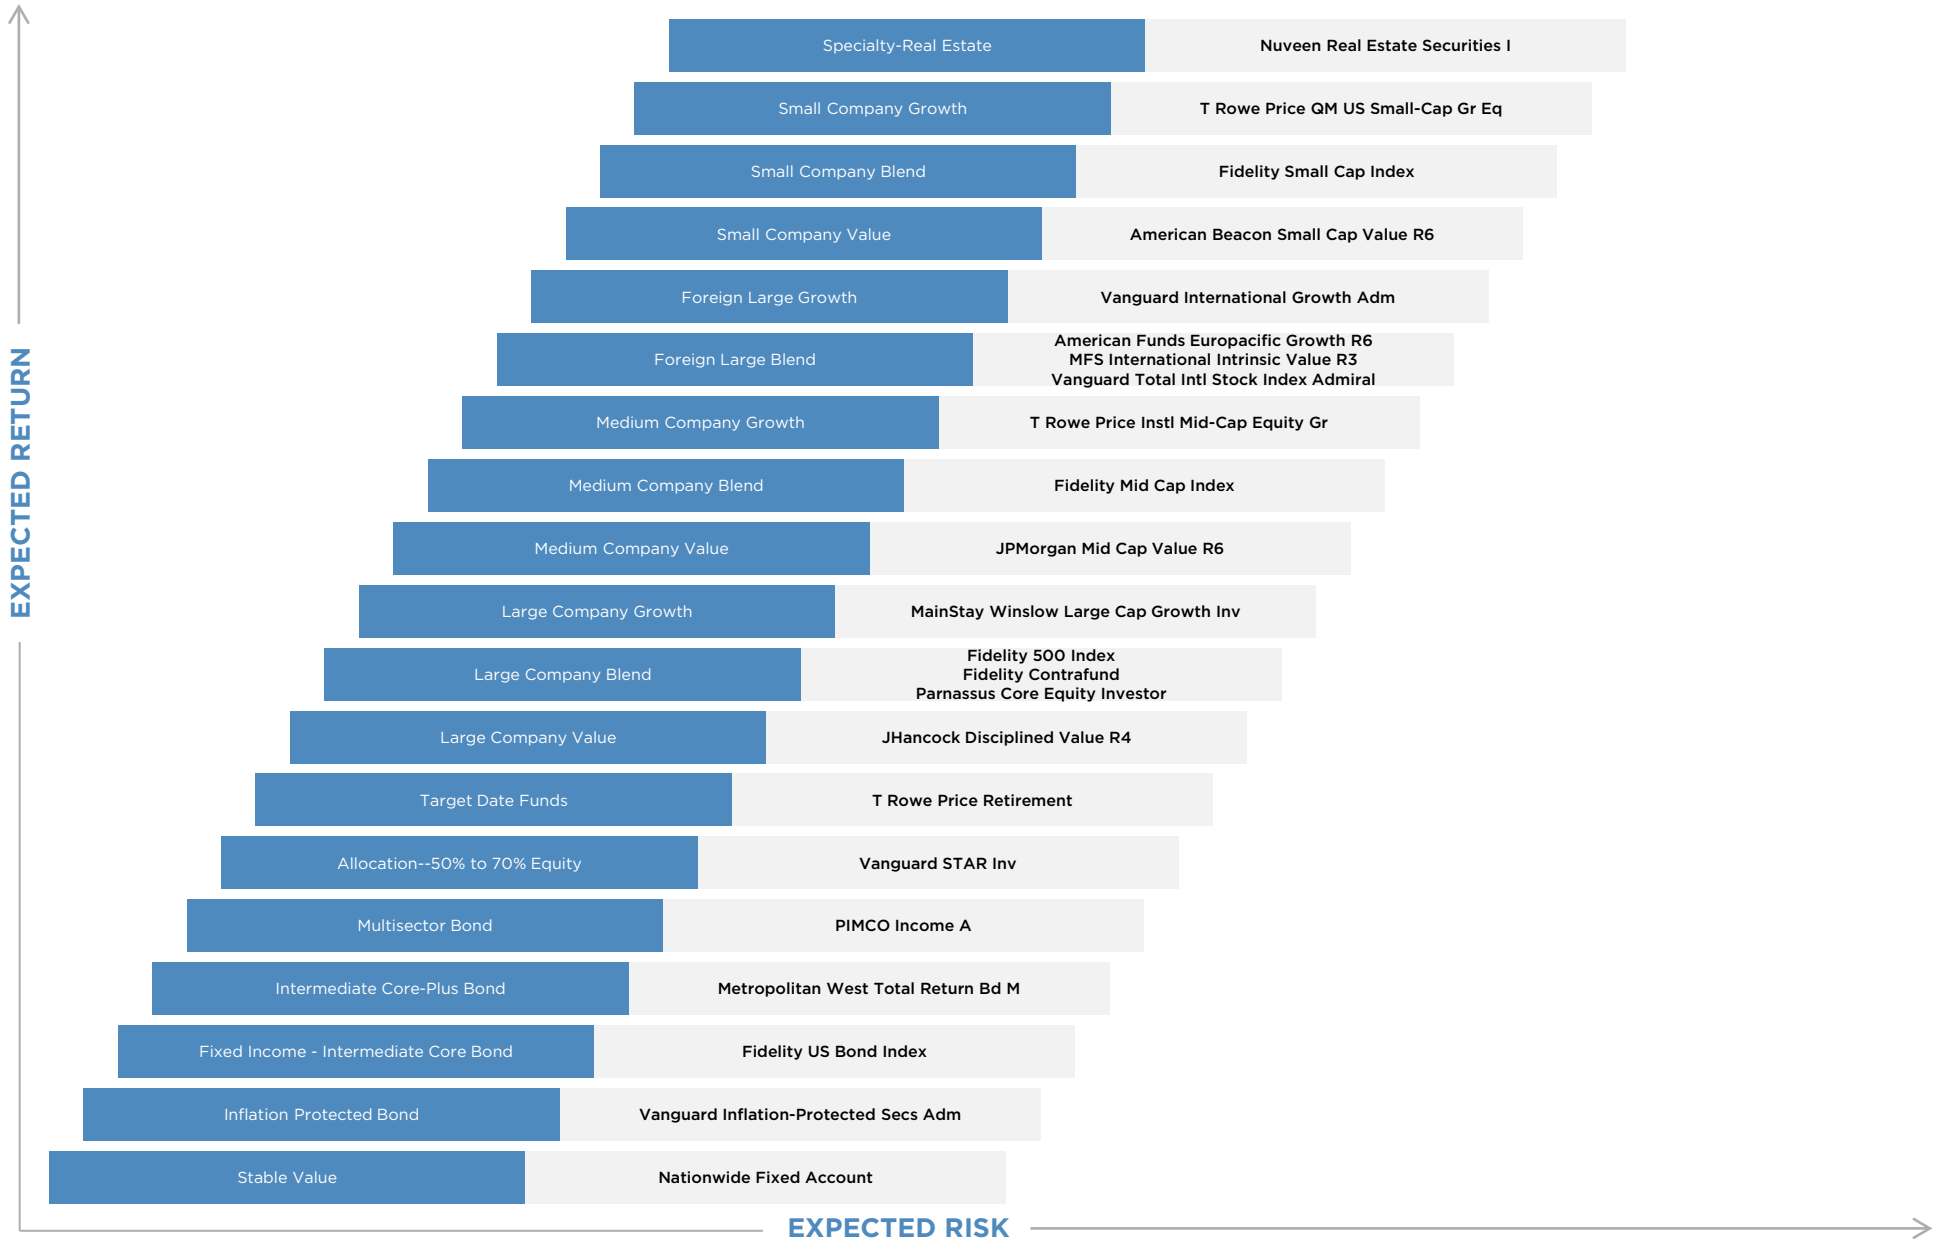 Specialty-Real Estate
Nuveen Real Estate Securities I
Small Company Growth
T Rowe Price QM US Small-Cap Gr Eq
Small Company Blend
Fidelity Small Cap Index
Small Company Value
American Beacon Small Cap Value R6
Foreign Large Growth
Vanguard International Growth Adm
Foreign Large Blend
American Funds Europacific Growth R6
MFS International Intrinsic Value R3
Vanguard Total Intl Stock Index Admiral
Medium Company Growth
T Rowe Price Instl Mid-Cap Equity Gr
Medium Company Blend
Fidelity Mid Cap Index
Medium Company Value
JPMorgan Mid Cap Value R6
Large Company Growth
MainStay Winslow Large Cap Growth Inv
Large Company Blend
Fidelity 500 Index
Fidelity Contrafund
Parnassus Core Equity Investor
Large Company Value
JHancock Disciplined Value R4
Target Date Funds
T Rowe Price Retirement
Allocation--50% to 70% Equity
Vanguard STAR Inv
Multisector Bond
PIMCO Income A
Intermediate Core-Plus Bond
Metropolitan West Total Return Bd M
Fixed Income - Intermediate Core Bond
Fidelity US Bond Index
Inflation Protected Bond
Vanguard Inflation-Protected Secs Adm
Stable Value
Nationwide Fixed Account
EXPECTED RETURN
EXPECTED RISK